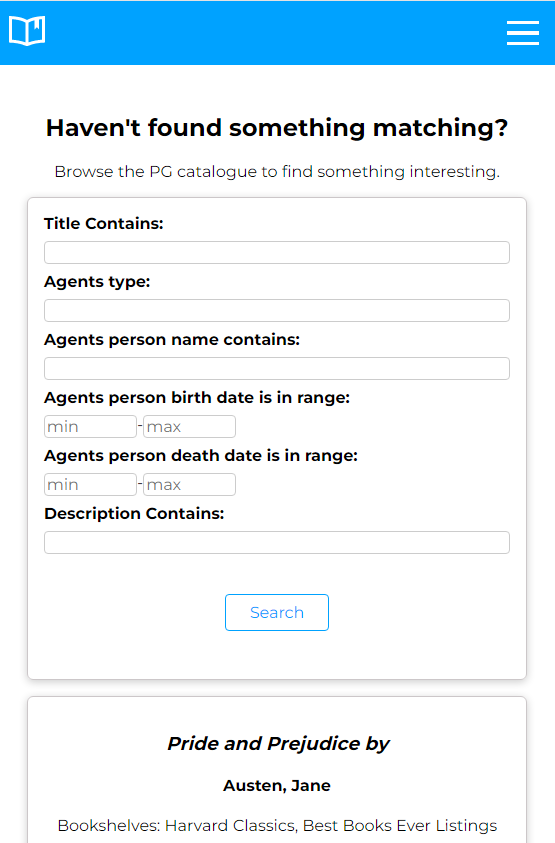 Haven't found something matching?
Browse the PG catalogue to find something interesting.
Title Contains:
Agents type:
Agents person name contains:
Agents person birth date is in range:
min - max
Agents person death date is in range:
min - max
Description Contains:
Search
Pride and Prejudice by
Austen, Jane
Bookshelves: Harvard Classics, Best Books Ever Listings